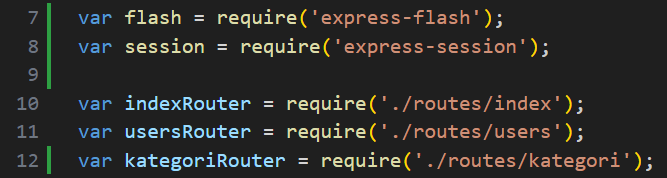 7 var flash = require('express-flash');
8 var session = require('express-session');
9
10 var indexRouter = require('./routes/index');
11 var usersRouter = require('./routes/users');
12 var kategoriRouter = require('./routes/kategori');